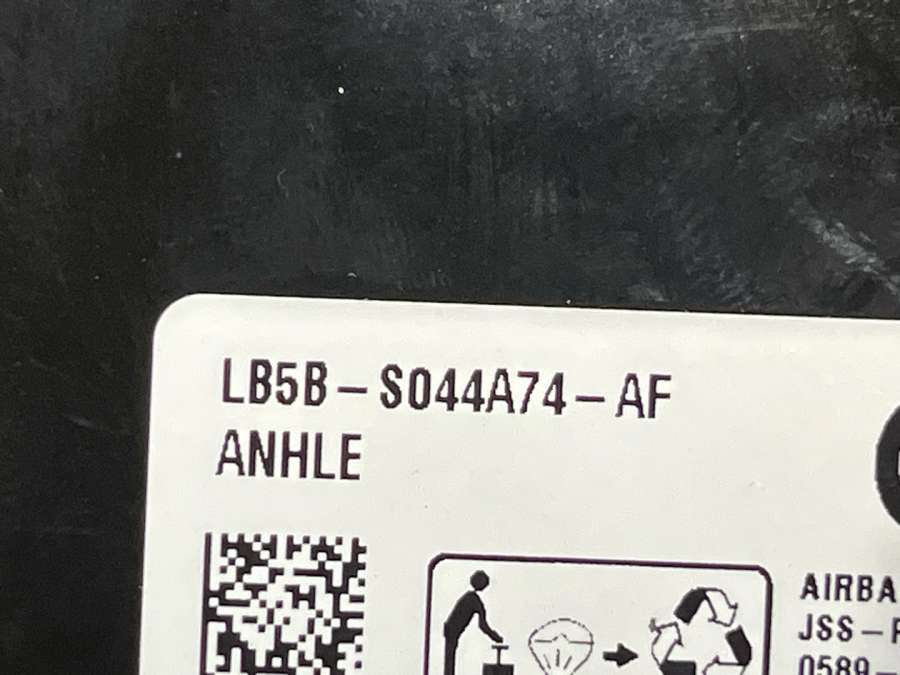 LB5B-S044A74-AF
ANHLE
AIRBA
JSS-
0589-